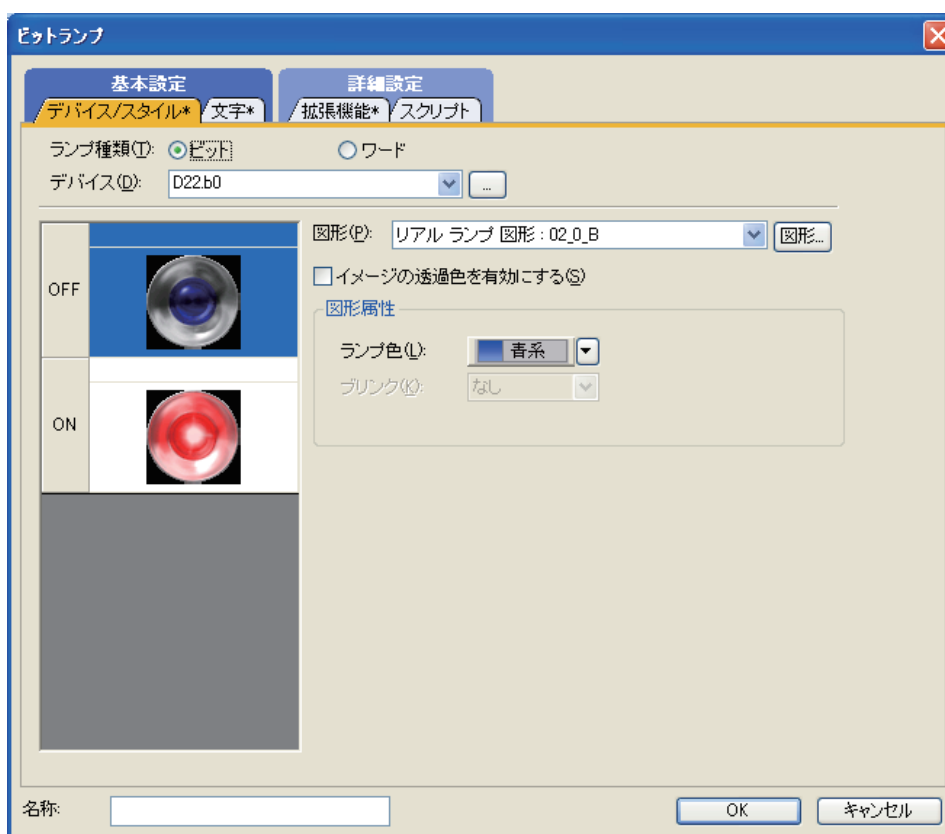 ビットランプ
基本設定
詳細設定
デバイス/スタイル*
文字*
拡張機能*
スクリプト
ランプ種類(T):
ビット
ワード
デバイス(D):
D22.b0
...
OFF
ON
図形(P):
リアル ランプ 図形 : 02_0_B
図形...
イメージの透過色を有効にする(S)
図形属性
ランプ色(L):
青系
ブリンク(K):
なし
名称:
OK
キャンセル